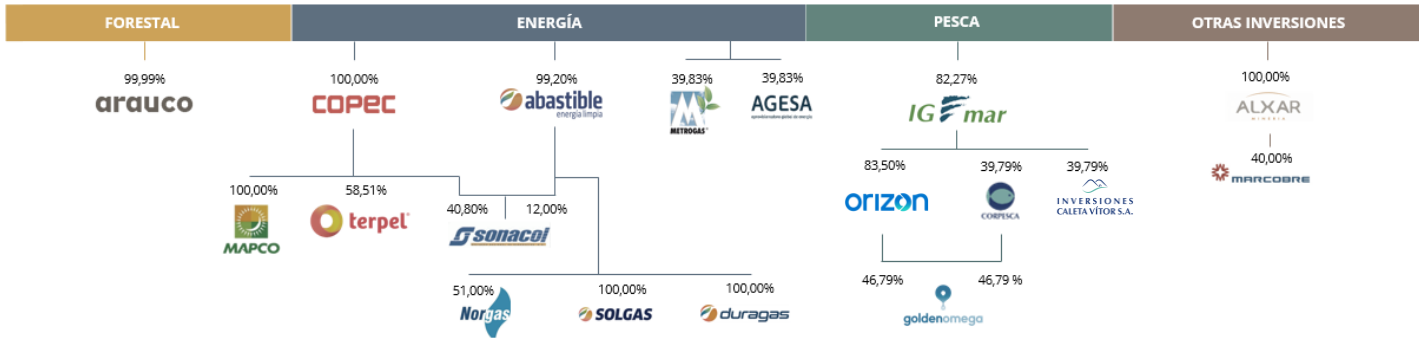 FORESTAL
ENERGÍA
PESCA
OTRAS INVERSIONES
99,99%
100,00%
99,20%
39,83%
39,83%
82,27%
100,00%
arauco
COPEC
abastible
energía limpia
METROGAS
AGESA
IG mar
ALXAR
MINERIA
83,50%
39,79%
39,79%
40,00%
orizon
CORPESCA
INVERSIONES
CALETA VÍTOR S.A.
MARCOBRE
100,00%
58,51%
40,80%
12,00%
MAPCO
terpel
sonacol
46,79%
46,79 %
51,00%
100,00%
100,00%
Norgas
SOLGAS
duragas
goldenomega